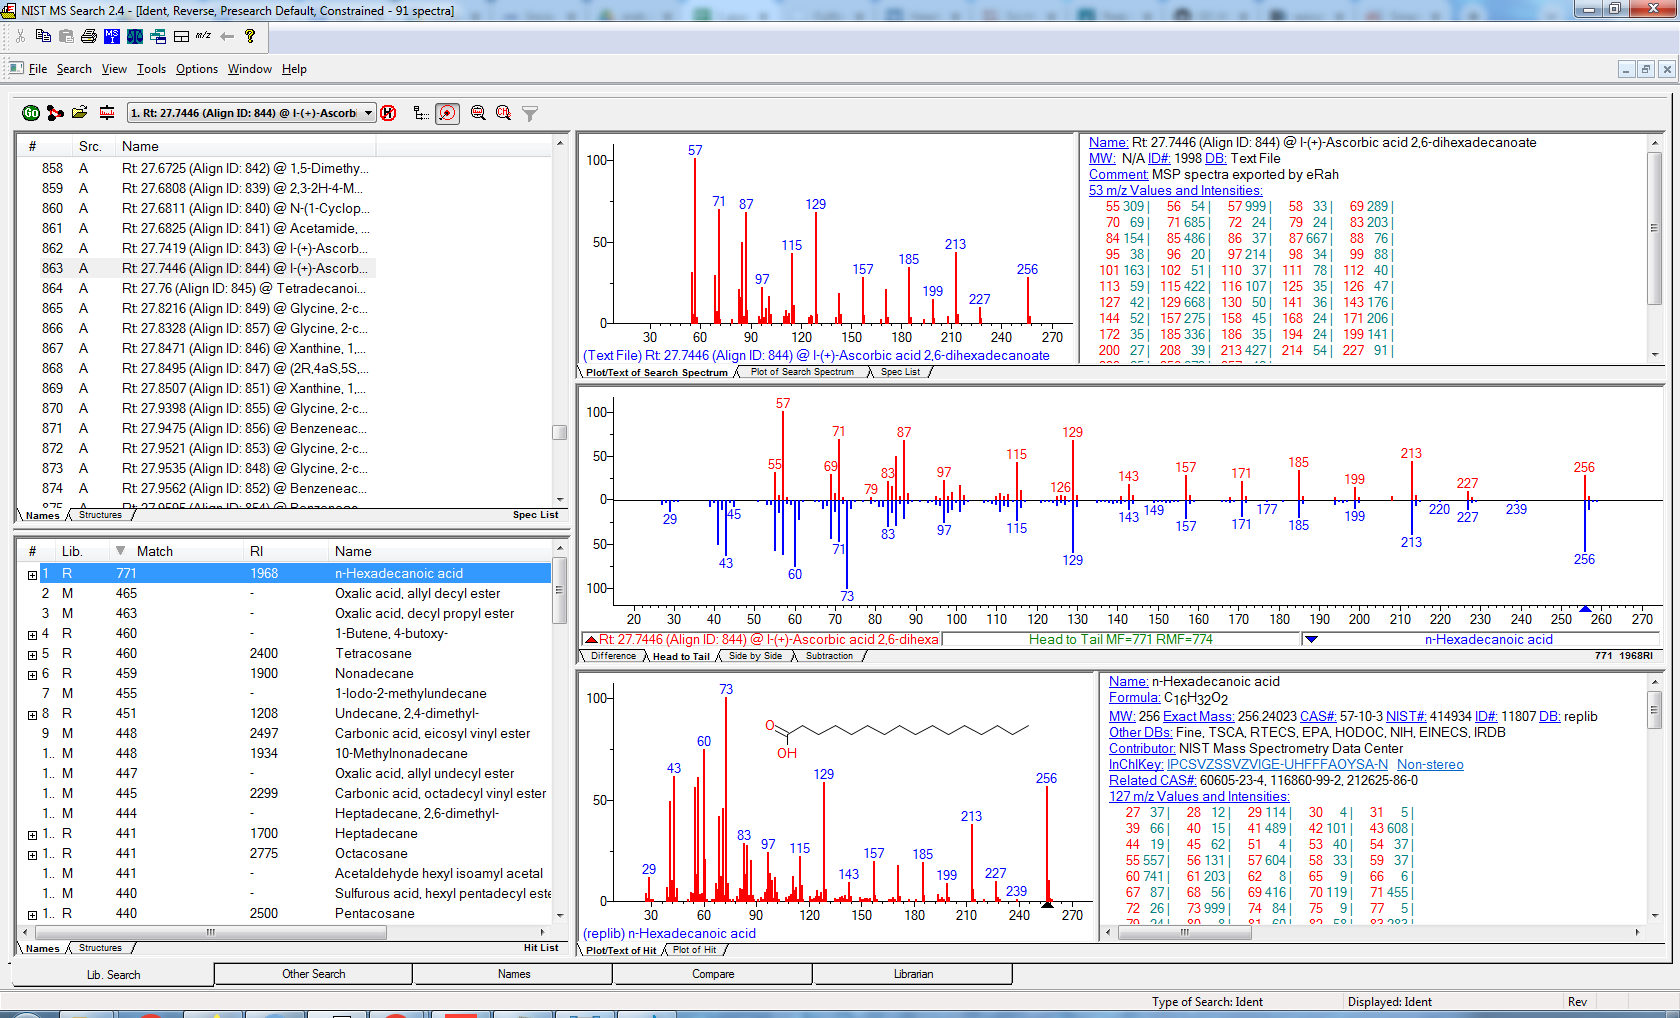 NIST MS Search 2.4 - [Ident, Reverse, Presearch Default, Constrained - 91 spectra]
File Search View Tools Options Window Help
1. Rt: 27.7446 (Align ID: 844) @ l-(+)-Ascorbi
# Src. Name
858 A Rt: 27.6725 (Align ID: 842) @ 1,5-Dimethy...
859 A Rt: 27.6808 (Align ID: 839) @ 2,3-2H-4-M...
860 A Rt: 27.6811 (Align ID: 840) @ N-(1-Cyclop...
861 A Rt: 27.6825 (Align ID: 841) @ Acetamide, ...
862 A Rt: 27.7419 (Align ID: 843) @ l-(+)-Ascorb...
863 A Rt: 27.7446 (Align ID: 844) @ l-(+)-Ascorb...
864 A Rt: 27.76 (Align ID: 845) @ Tetradecanoi...
865 A Rt: 27.8216 (Align ID: 849) @ Glycine, 2-c...
866 A Rt: 27.8328 (Align ID: 857) @ Glycine, 2-c...
867 A Rt: 27.8471 (Align ID: 846) @ Xanthine, 1,...
868 A Rt: 27.8495 (Align ID: 847) @ (2R,4aS,5S,...
869 A Rt: 27.8507 (Align ID: 851) @ Xanthine, 1,...
870 A Rt: 27.9398 (Align ID: 855) @ Glycine, 2-c...
871 A Rt: 27.9475 (Align ID: 856) @ Benzeneac...
872 A Rt: 27.9521 (Align ID: 853) @ Glycine, 2-c...
873 A Rt: 27.9535 (Align ID: 848) @ Glycine, 2-c...
874 A Rt: 27.9562 (Align ID: 852) @ Benzeneac...
Names Structures Spec List
# Lib. Match RI Name
1 R 771 1968 n-Hexadecanoic acid
2 M 465 - Oxalic acid, allyl decyl ester
3 M 463 - Oxalic acid, decyl propyl ester
4 R 460 - 1-Butene, 4-butoxy-
5 R 460 2400 Tetracosane
6 R 459 1900 Nonadecane
7 M 455 - 1-Iodo-2-methylundecane
8 R 451 1208 Undecane, 2,4-dimethyl-
9 M 448 2497 Carbonic acid, eicosyl vinyl ester
1.. M 448 1934 10-Methylnonadecane
1.. M 447 - Oxalic acid, allyl undecyl ester
1.. M 445 2299 Carbonic acid, octadecyl vinyl ester
1.. M 444 - Heptadecane, 2,6-dimethyl-
1.. R 441 1700 Heptadecane
1.. R 441 2775 Octacosane
1.. M 441 - Acetaldehyde hexyl isoamyl acetal
1.. M 440 - Sulfurous acid, hexyl pentadecyl este
1.. R 440 2500 Pentacosane
Names Structures Hit List
100 50 0
57 71 87 97 115 129 157 185 199 213 227 256
30 60 90 120 150 180 210 240 270
(Text File) Rt: 27.7446 (Align ID: 844) @ l-(+)-Ascorbic acid 2,6-dihexadecanoate
Plot/Text of Search Spectrum Plot of Search Spectrum Spec List
Name: Rt: 27.7446 (Align ID: 844) @ l-(+)-Ascorbic acid 2,6-dihexadecanoate
MW: N/A ID#: 1998 DB: Text File
Comment: MSP spectra exported by eRah
53 m/z Values and Intensities:
55 309 | 56 54 | 57 999 | 58 33 | 69 289 |
70 69 | 71 685 | 72 24 | 79 24 | 83 203 |
84 154 | 85 486 | 86 37 | 87 667 | 88 76 |
95 38 | 96 20 | 97 214 | 98 34 | 99 88 |
101 163 | 102 51 | 110 37 | 111 78 | 112 40 |
113 59 | 115 422 | 116 107 | 125 35 | 126 47 |
127 42 | 129 668 | 130 50 | 141 36 | 143 176 |
144 52 | 157 275 | 158 45 | 168 24 | 171 206 |
172 35 | 185 336 | 186 35 | 194 24 | 199 141 |
200 27 | 208 39 | 213 427 | 214 54 | 227 91 |
100 50 0 50 100
55 57 69 71 79 83 87 97 115 126 129 143 157 171 185 199 213 227 256
29 43 45 60 71 73 83 97 115 129 143 149 157 171 177 185 199 213 220 227 239 256
20 30 40 50 60 70 80 90 100 110 120 130 140 150 160 170 180 190 200 210 220 230 240 250 260 270
Rt: 27.7446 (Align ID: 844) @ l-(+)-Ascorbic acid 2,6-dihexa Head to Tail MF=771 RMF=774 n-Hexadecanoic acid
Difference Head to Tail Side by Side Subtraction 771 1968RI
100 50 0
29 43 60 73 83 97 115 129 143 157 185 199 213 227 239 256
O
OH
30 60 90 120 150 180 210 240 270
(replib) n-Hexadecanoic acid
Plot/Text of Hit Plot of Hit
Name: n-Hexadecanoic acid
Formula: C16H32O2
MW: 256 Exact Mass: 256.24023 CAS#: 57-10-3 NIST#: 414934 ID#: 11807 DB: replib
Other DBs: Fine, TSCA, RTECS, EPA, HODOC, NIH, EINECS, IRDB
Contributor: NIST Mass Spectrometry Data Center
InChIKey: IPCSVZSSVZVIGE-UHFFFAOYSA-N Non-stereo
Related CAS#: 60605-23-4, 116860-99-2, 212625-86-0
127 m/z Values and Intensities:
27 37 | 28 12 | 29 114 | 30 4 | 31 5 |
39 66 | 40 15 | 41 489 | 42 101 | 43 608 |
44 19 | 45 62 | 51 4 | 53 40 | 54 37 |
55 557 | 56 131 | 57 604 | 58 33 | 59 37 |
60 741 | 61 203 | 62 8 | 65 9 | 66 6 |
67 87 | 68 56 | 69 416 | 70 119 | 71 455 |
72 26 | 73 999 | 74 84 | 75 9 | 77 5 |
Lib. Search Other Search Names Compare Librarian
Type of Search: Ident Displayed: Ident Rev